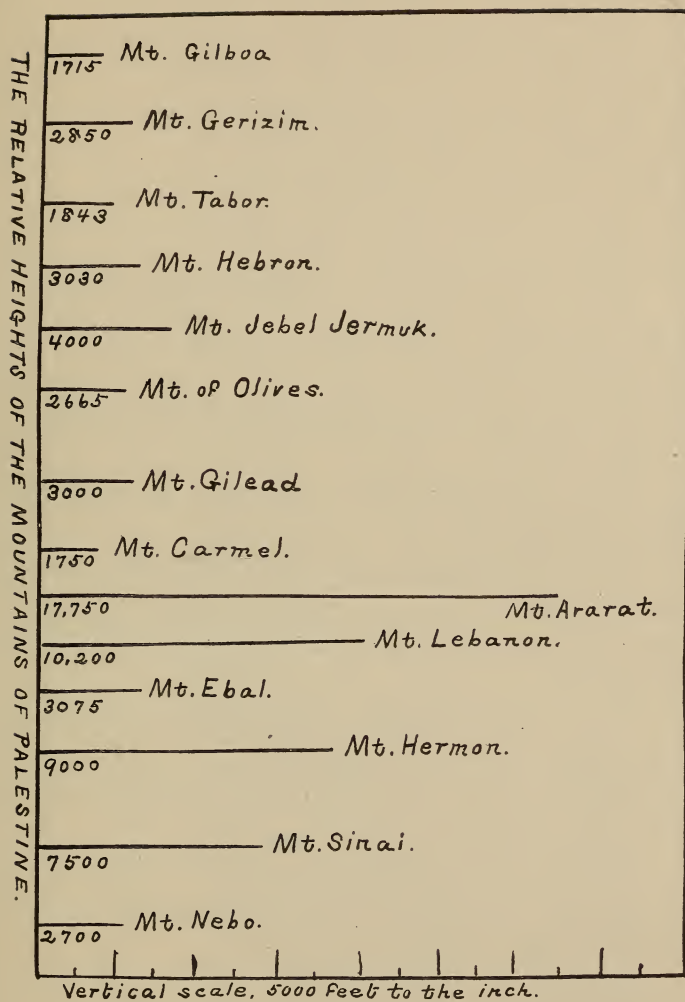 THE RELATIVE HEIGHTS OF THE MOUNTAINS OF PALESTINE.
Mt. Gilboa
1715
Mt. Gerizim.
2850
Mt. Tabor.
1843
Mt. Hebron.
3030
Mt. Jebel Jermuk.
4000
Mt. of Olives.
2665
Mt. Gilead
3000
Mt. Carmel.
1750
17,750
Mt. Ararat.
Mt. Lebanon.
10,200
Mt. Ebal.
3075
Mt. Hermon.
9000
Mt. Sinai.
7500
Mt. Nebo.
2700
Vertical scale, 5000 feet to the inch.